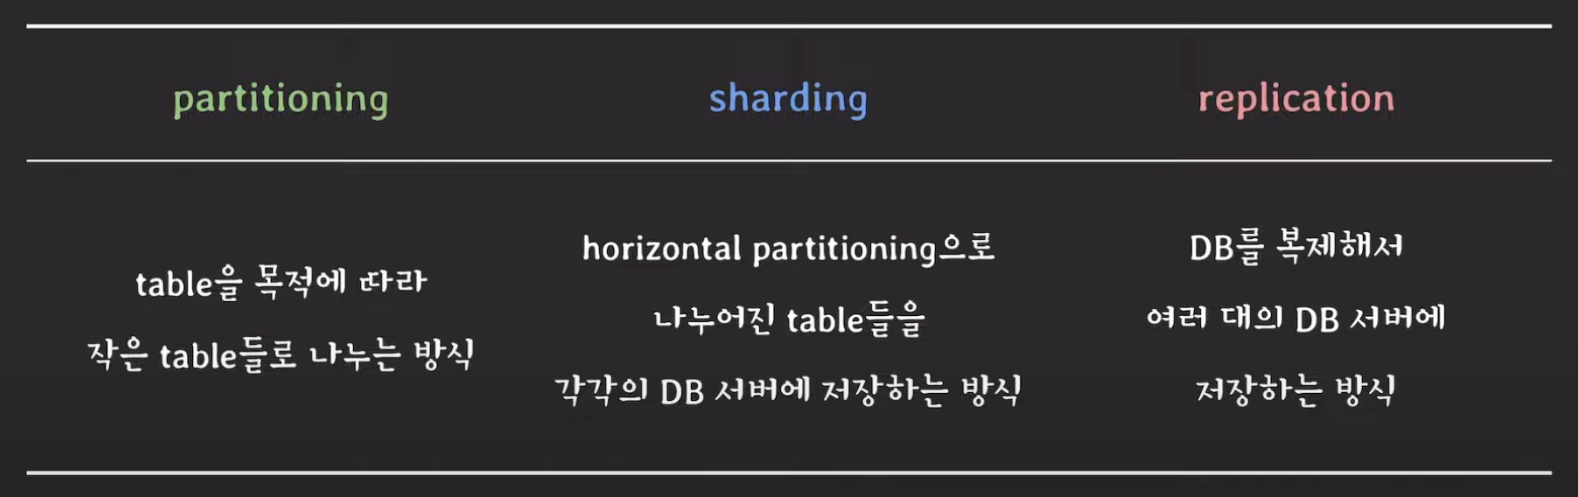 partitioning
sharding
replication
table을 목적에 따라
작은 table들로 나누는 방식
horizontal partitioning으로
나누어진 table들을
각각의 DB 서버에 저장하는 방식
DB를 복제해서
여러 대의 DB 서버에
저장하는 방식